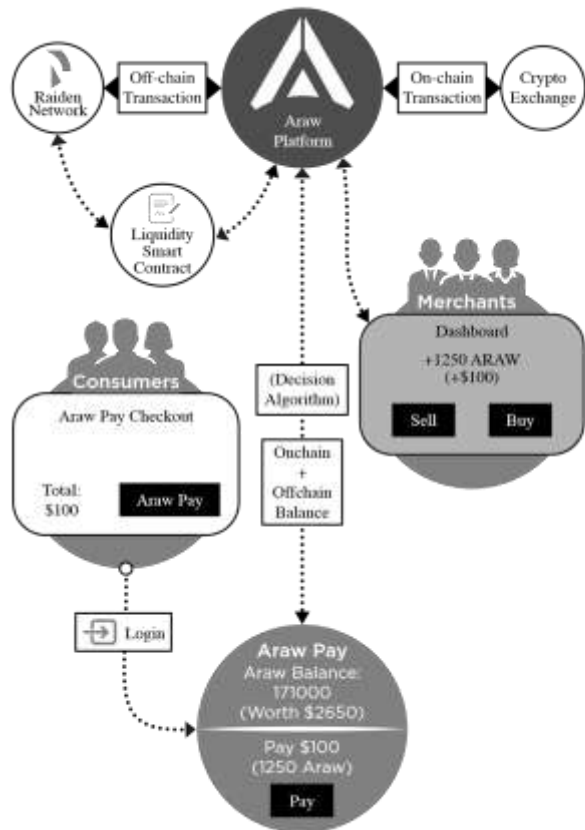 Raiden
Network
Off-chain
Transaction
Araw
Platform
On-chain
Transaction
Crypto
Exchange
Liquidity
Smart
Contract
Merchants
Dashboard
+1250 ARAW
(+$100)
Sell
Buy
Consumers
Araw Pay Checkout
Total:
$100
Araw Pay
(Decision
Algorithm)
Onchain
+
Offchain
Balance
Login
Araw Pay
Araw Balance:
171000
(Worth $2650)
Pay $100
(1250 Araw)
Pay